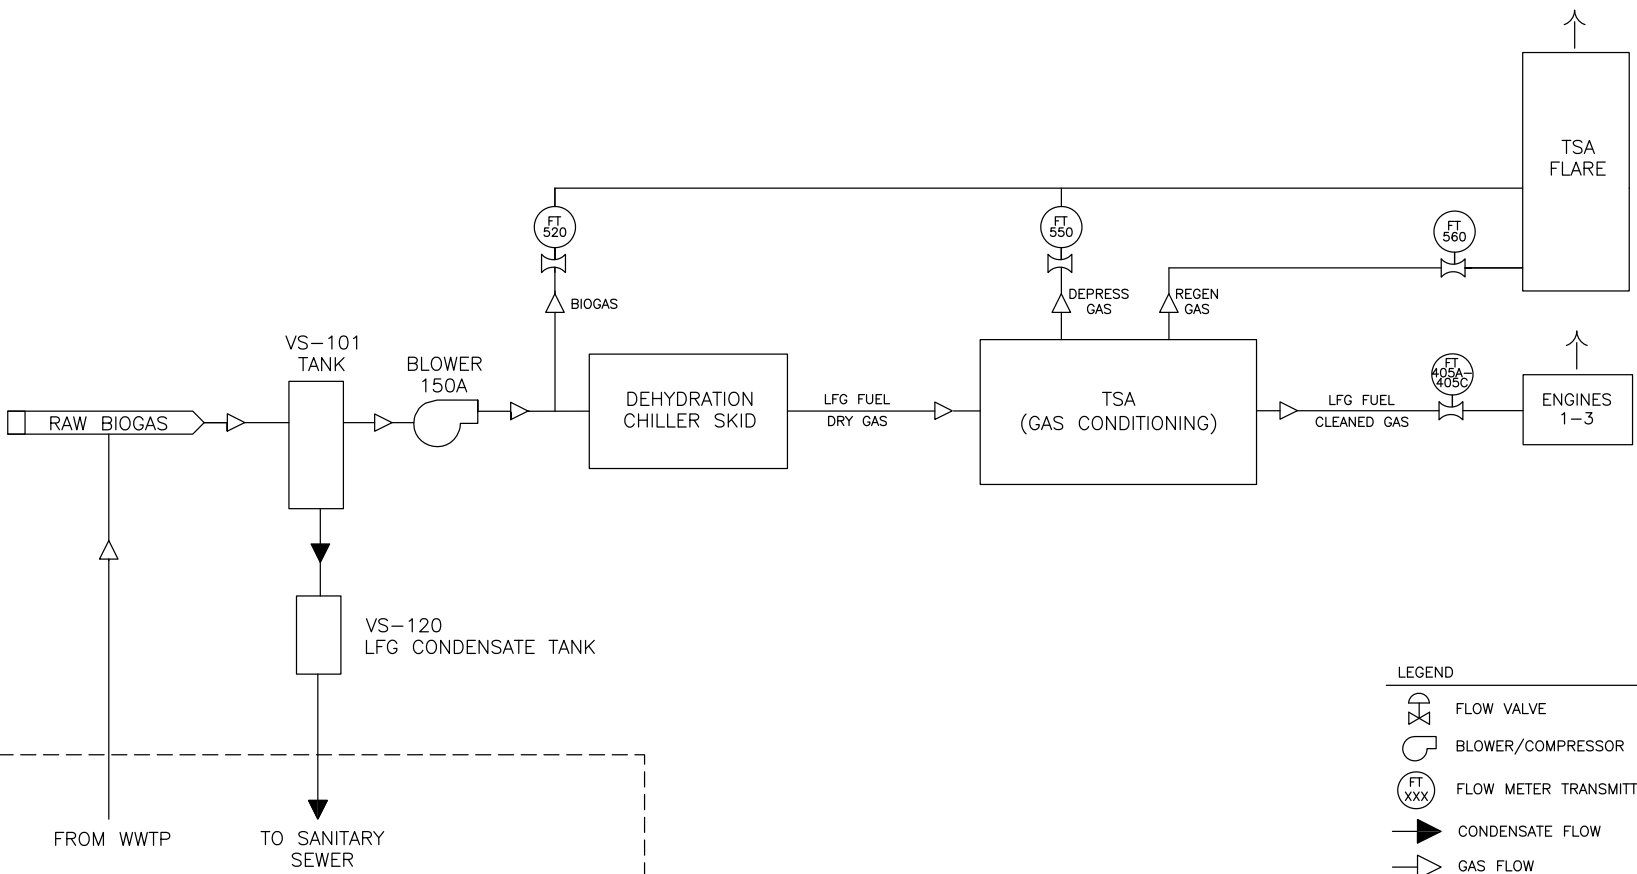 TSA
FLARE
FT
520
FT
550
FT
560
BIOGAS
DEPRESS
GAS
REGEN
GAS
VS-101
TANK
BLOWER
150A
RAW BIOGAS
DEHYDRATION
CHILLER SKID
LFG FUEL
DRY GAS
TSA
(GAS CONDITIONING)
LFG FUEL
CLEANED GAS
FT
405A-
405C
ENGINES
1-3
VS-120
LFG CONDENSATE TANK
FROM WWTP
TO SANITARY
SEWER
LEGEND
FLOW VALVE
BLOWER/COMPRESSOR
FT
XXX
FLOW METER TRANSMITT
CONDENSATE FLOW
GAS FLOW